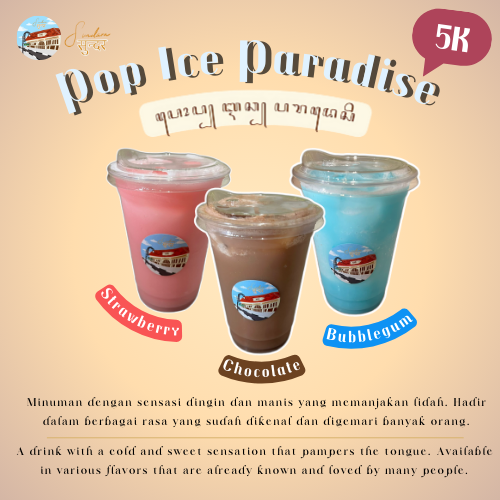 सुन्दर
Pop Ice Paradise
5K
Strawberry
Chocolate
Bubblegum
Minuman dengan sensasi dingin dan manis yang memanjakan lidah. Hadir
dalam berbagai rasa yang sudah dikenal dan digemari banyak orang.
A drink with a cold and sweet sensation that pampers the tongue. Available
in various flavors that are already known and loved by many people.